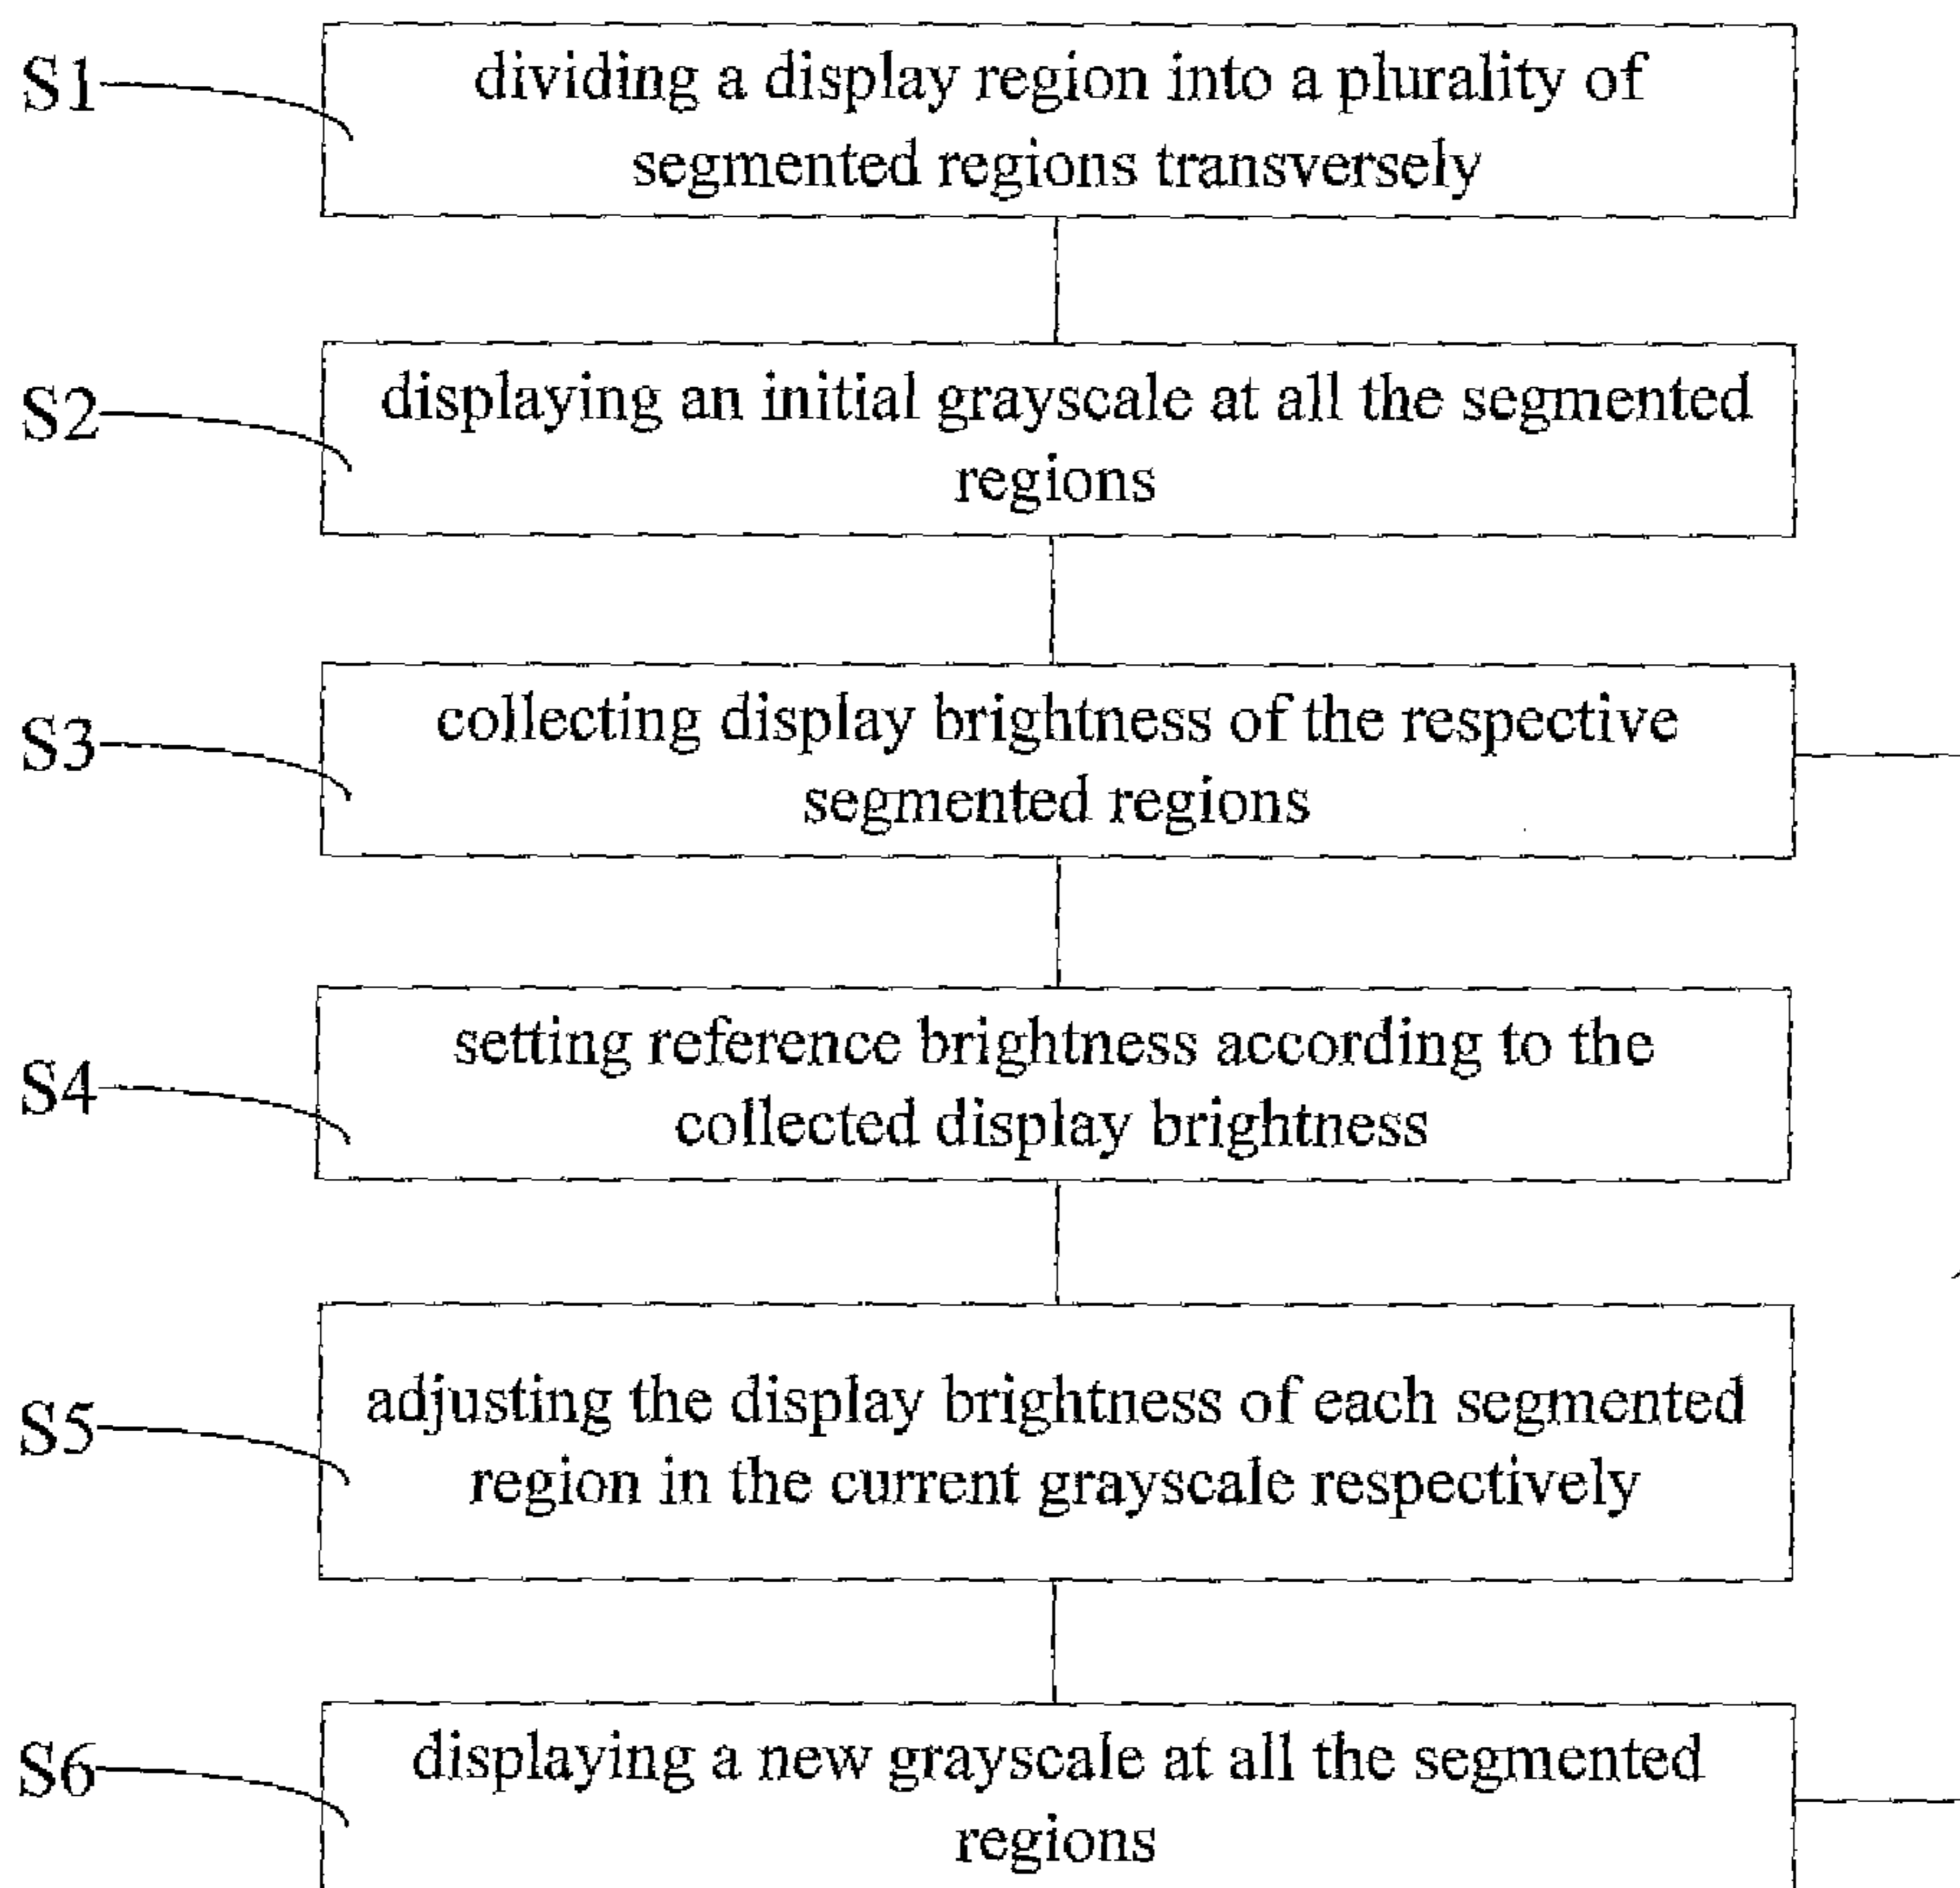 S1
dividing a display region into a plurality of
segmented regions transversely
S2
displaying an initial grayscale at all the segmented
regions
S3
collecting display brightness of the respective
segmented regions
S4
setting reference brightness according to the
collected display brightness
S5
adjusting the display brightness of each segmented
region in the current grayscale respectively
S6
displaying a new grayscale at all the segmented
regions